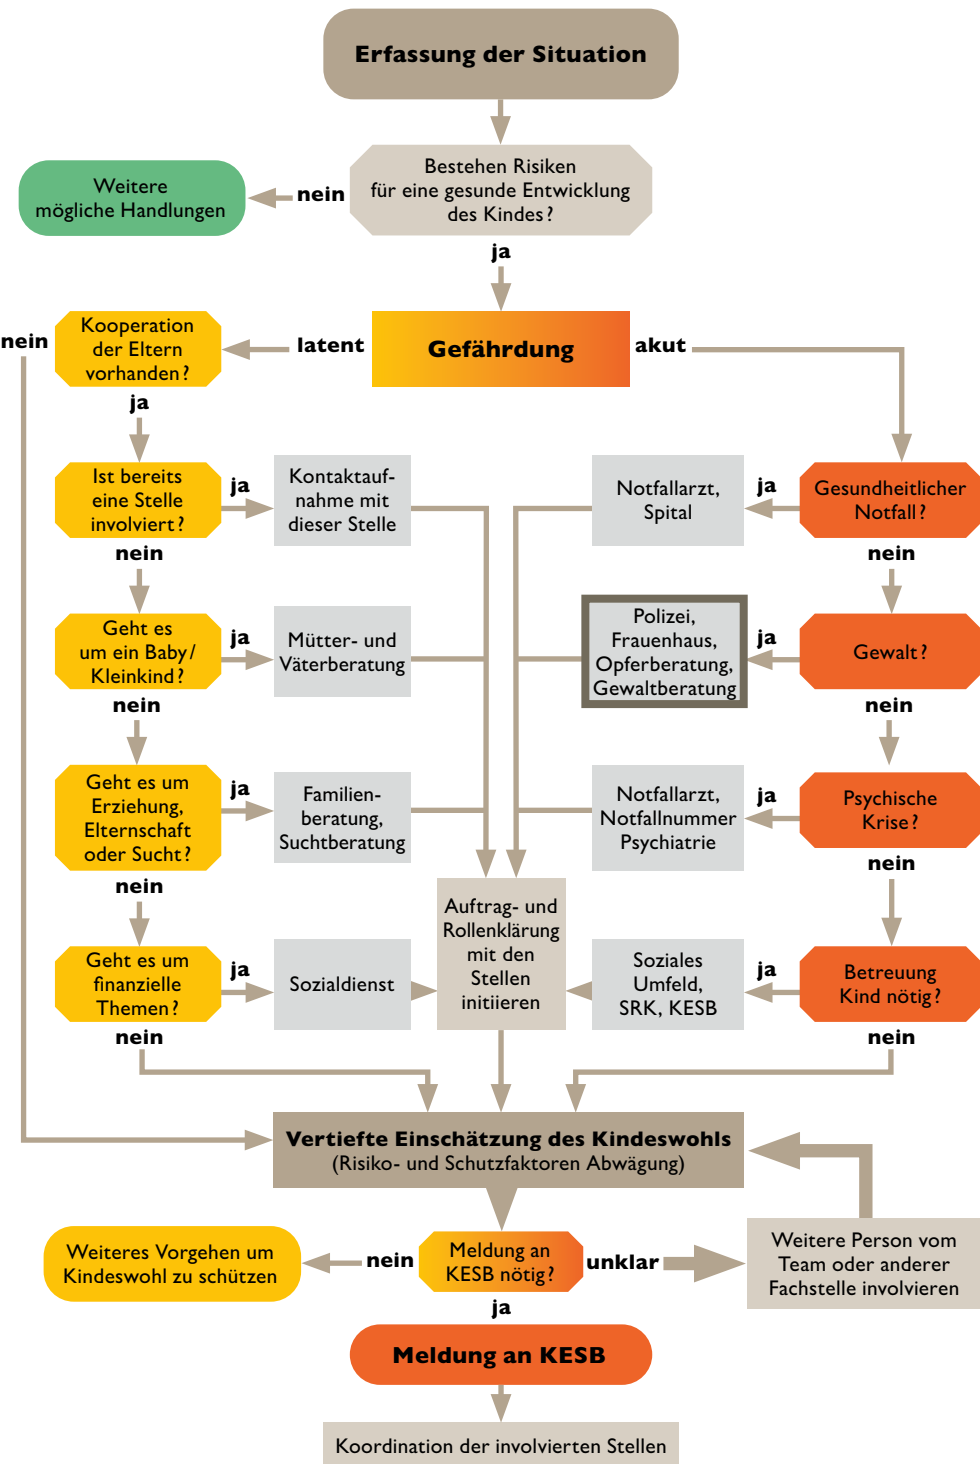 Erfassung der Situation
Bestehen Risiken
für eine gesunde Entwicklung
des Kindes?
nein
Weitere
mögliche Handlungen
ja
Gefährdung
latent
akut
Kooperation
der Eltern
vorhanden?
nein
ja
Ist bereits
eine Stelle
involviert?
ja
Kontaktauf-
nahme mit
dieser Stelle
nein
Notfallarzt,
Spital
ja
Gesundheitlicher
Notfall?
nein
Geht es
um ein Baby/
Kleinkind?
ja
Mütter- und
Väterberatung
nein
Polizei,
Frauenhaus,
Opferberatung,
Gewaltberatung
ja
Gewalt?
nein
Geht es um
Erziehung,
Elternschaft
oder Sucht?
ja
Familien-
beratung,
Suchtberatung
nein
Notfallarzt,
Notfallnummer
Psychiatrie
ja
Psychische
Krise?
nein
Geht es um
finanzielle
Themen?
ja
Sozialdienst
nein
Auftrag- und
Rollenklärung
mit den
Stellen
initiieren
Soziales
Umfeld,
SRK, KESB
ja
Betreuung
Kind nötig?
nein
Vertiefte Einschätzung des Kindeswohls
(Risiko- und Schutzfaktoren Abwägung)
Weiteres Vorgehen um
Kindeswohl zu schützen
nein
Meldung an
KESB nötig?
unklar
Weitere Person vom
Team oder anderer
Fachstelle involvieren
ja
Meldung an KESB
Koordination der involvierten Stellen